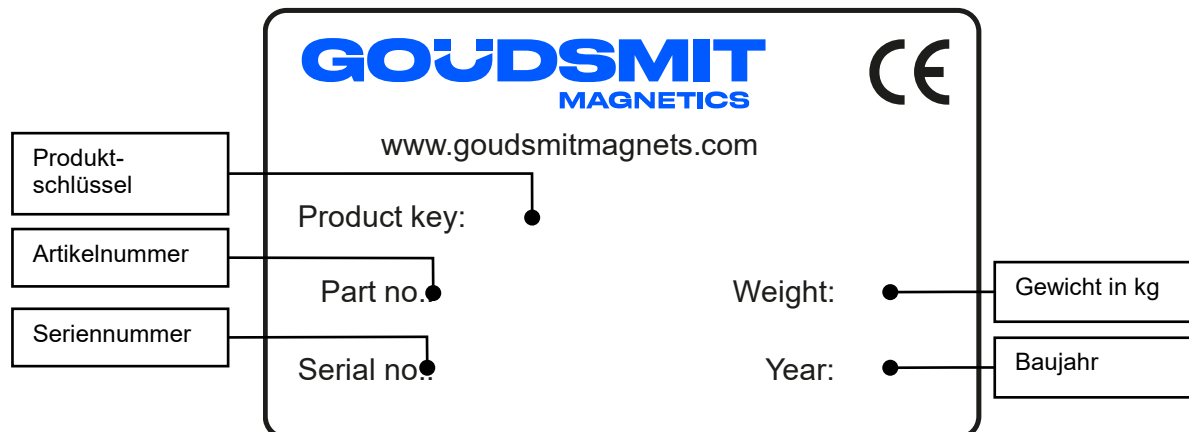 GOUDSMIT
MAGNETICS
CE
www.goudsmitmagnets.com
Produkt-
schlüssel
Product key:
Artikelnummer
Part no.:
Weight:
Gewicht in kg
Seriennummer
Serial no.:
Year:
Baujahr